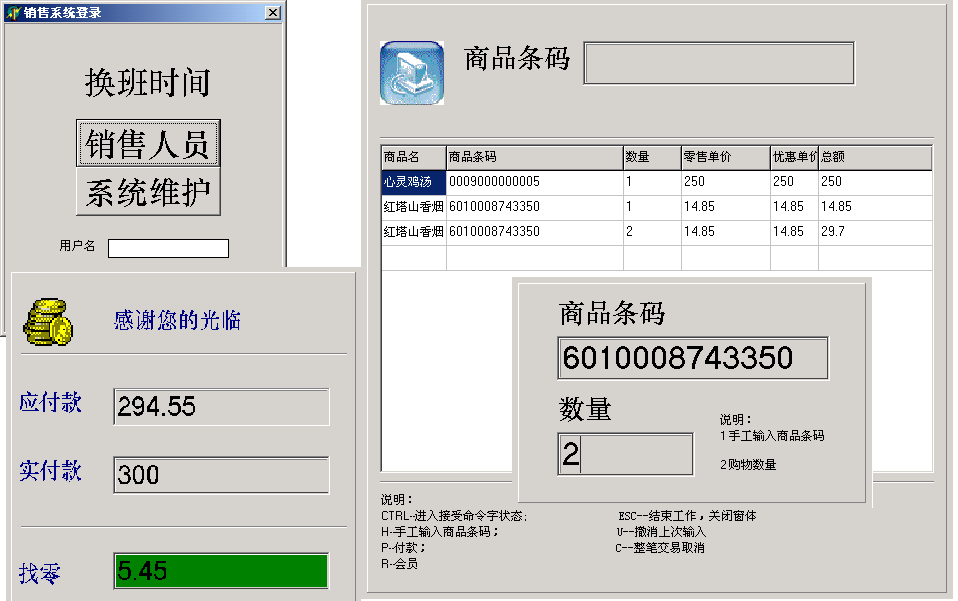 销售系统登录
换班时间
销售人员
系统维护
用户名
感谢您的光临
应付款 294.55
实付款 300
找零 5.45
商品条码
商品名 商品条码 数量 零售单价 优惠单价 总额
心灵鸡汤 0009000000005 1 250 250 250
红塔山香烟 6010008743350 1 14.85 14.85 14.85
红塔山香烟 6010008743350 2 14.85 14.85 29.7
商品条码
6010008743350
数量
2
说明：
1手工输入商品条码
2购物数量
说明：
CTRL--进入接受命令字状态;
H-手工输入商品条码；
P-付款；
R--会员
ESC--结束工作，关闭窗体
U--撤消上次输入
C--整笔交易取消